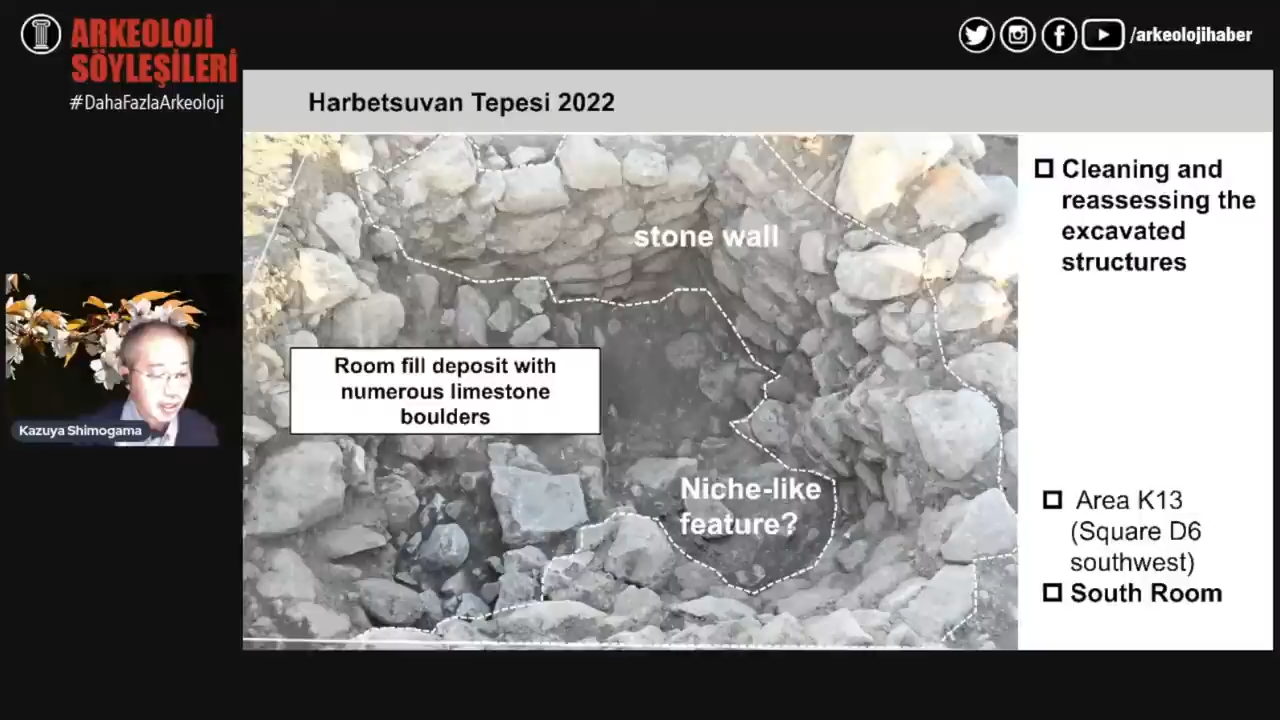 ARKEOLOJİ
SÖYLEŞİLERİ
#DahaFazlaArkeoloji
/arkeolojihaber
Harbetsuvan Tepesi 2022
stone wall
Room fill deposit with
numerous limestone
boulders
Niche-like
feature?
Cleaning and
reassessing the
excavated
structures
Area K13
(Square D6
southwest)
South Room
Kazuya Shimogama